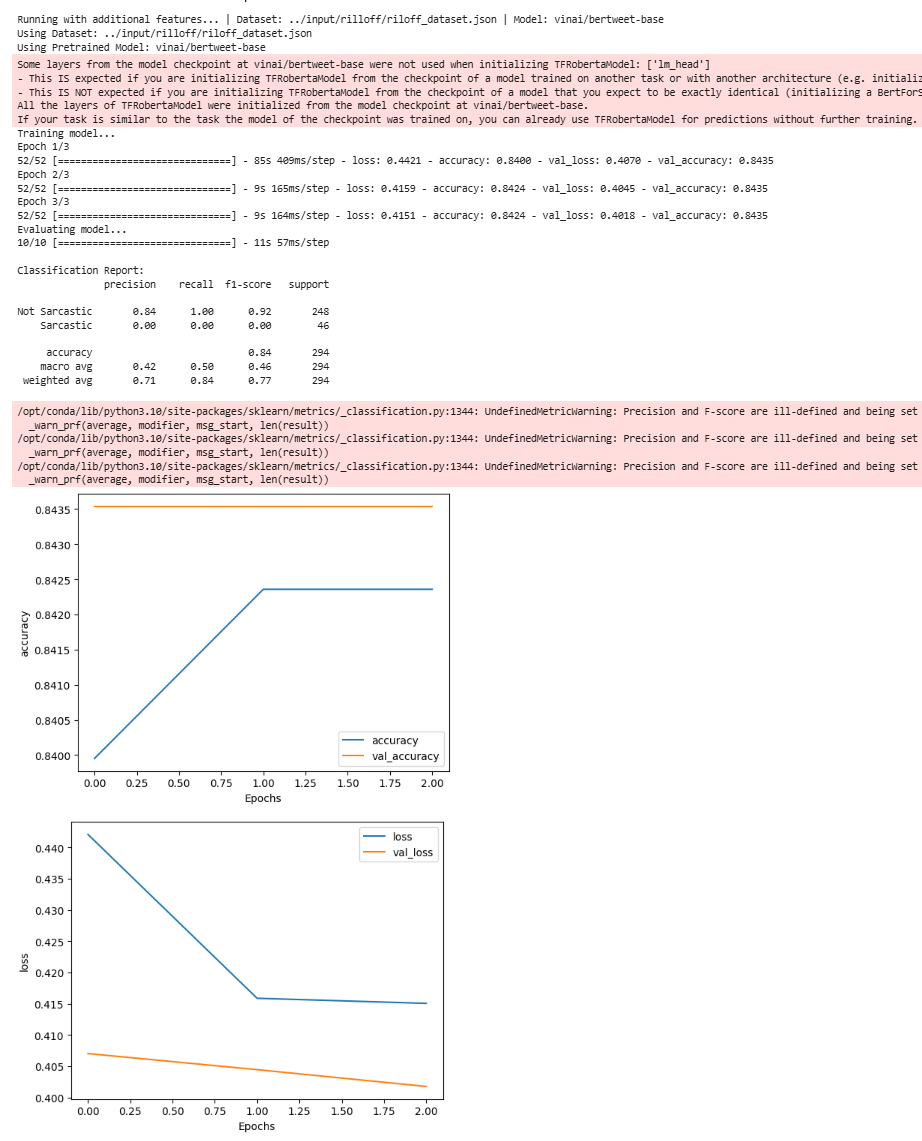 Running with additional features... | Dataset: ../input/rilloff/riloff_dataset.json | Model: vinai/bertweet-base
Using Dataset: ../input/rilloff/riloff_dataset.json
Using Pretrained Model: vinai/bertweet-base
Some layers from the model checkpoint at vinai/bertweet-base were not used when initializing TFRobertaModel: ['lm_head']
- This IS expected if you are initializing TFRobertaModel from the checkpoint of a model trained on another task or with another architecture (e.g. initializ
- This IS NOT expected if you are initializing TFRobertaModel from the checkpoint of a model that you expect to be exactly identical (initializing a BertForS
All the layers of TFRobertaModel were initialized from the model checkpoint at vinai/bertweet-base.
If your task is similar to the task the model of the checkpoint was trained on, you can already use TFRobertaModel for predictions without further training.
Training model...
Epoch 1/3
52/52 [==============================] - 85s 409ms/step - loss: 0.4421 - accuracy: 0.8400 - val_loss: 0.4070 - val_accuracy: 0.8435
Epoch 2/3
52/52 [==============================] - 9s 165ms/step - loss: 0.4159 - accuracy: 0.8424 - val_loss: 0.4045 - val_accuracy: 0.8435
Epoch 3/3
52/52 [==============================] - 9s 164ms/step - loss: 0.4151 - accuracy: 0.8424 - val_loss: 0.4018 - val_accuracy: 0.8435
Evaluating model...
10/10 [==============================] - 11s 57ms/step
Classification Report:
precision recall f1-score support
Not Sarcastic 0.84 1.00 0.92 248
Sarcastic 0.00 0.00 0.00 46
accuracy 0.84 294
macro avg 0.42 0.50 0.46 294
weighted avg 0.71 0.84 0.77 294
/opt/conda/lib/python3.10/site-packages/sklearn/metrics/_classification.py:1344: UndefinedMetricWarning: Precision and F-score are ill-defined and being set
_warn_prf(average, modifier, msg_start, len(result))
/opt/conda/lib/python3.10/site-packages/sklearn/metrics/_classification.py:1344: UndefinedMetricWarning: Precision and F-score are ill-defined and being set
_warn_prf(average, modifier, msg_start, len(result))
/opt/conda/lib/python3.10/site-packages/sklearn/metrics/_classification.py:1344: UndefinedMetricWarning: Precision and F-score are ill-defined and being set
_warn_prf(average, modifier, msg_start, len(result))
0.8435
0.8430
0.8425
0.8420
0.8415
0.8410
0.8405
0.8400
accuracy
accuracy
val_accuracy
0.00 0.25 0.50 0.75 1.00 1.25 1.50 1.75 2.00
Epochs
0.440
0.435
0.430
0.425
0.420
0.415
0.410
0.405
0.400
loss
loss
val_loss
0.00 0.25 0.50 0.75 1.00 1.25 1.50 1.75 2.00
Epochs